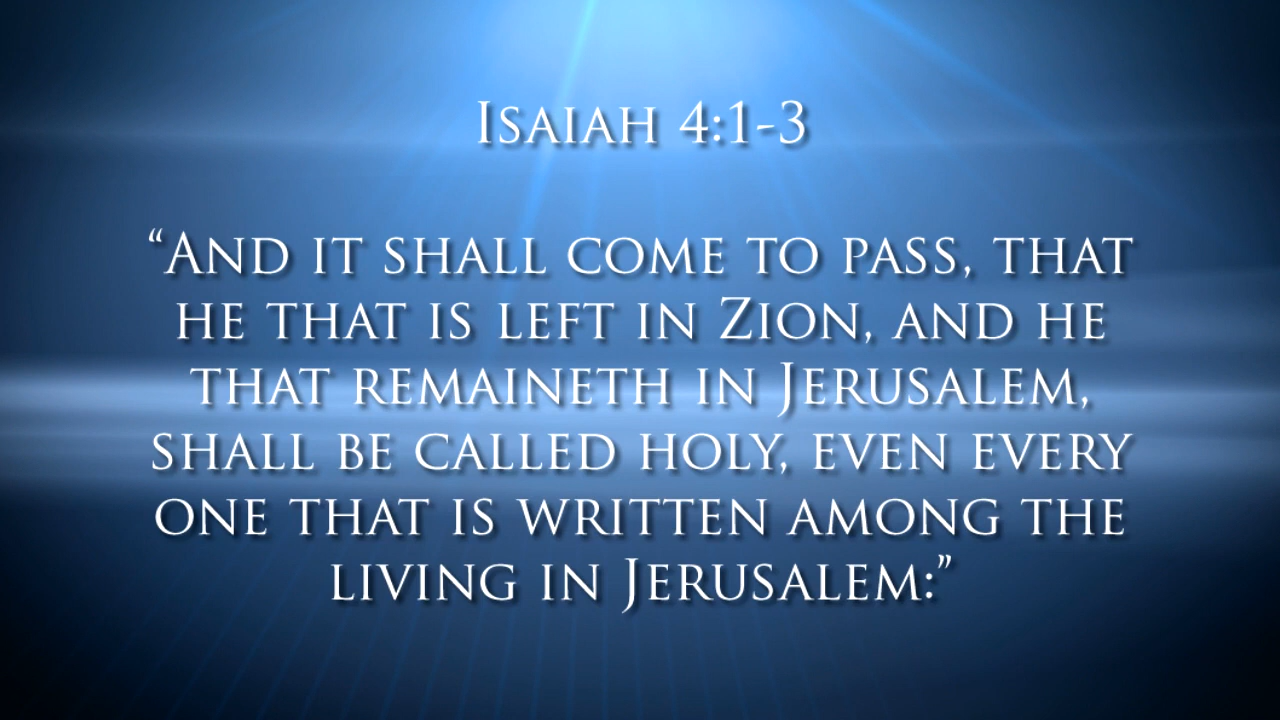 Isaiah 4:1-3
“And it shall come to pass, that
he that is left in Zion, and he
that remaineth in Jerusalem,
shall be called holy, even every
one that is written among the
living in Jerusalem:”